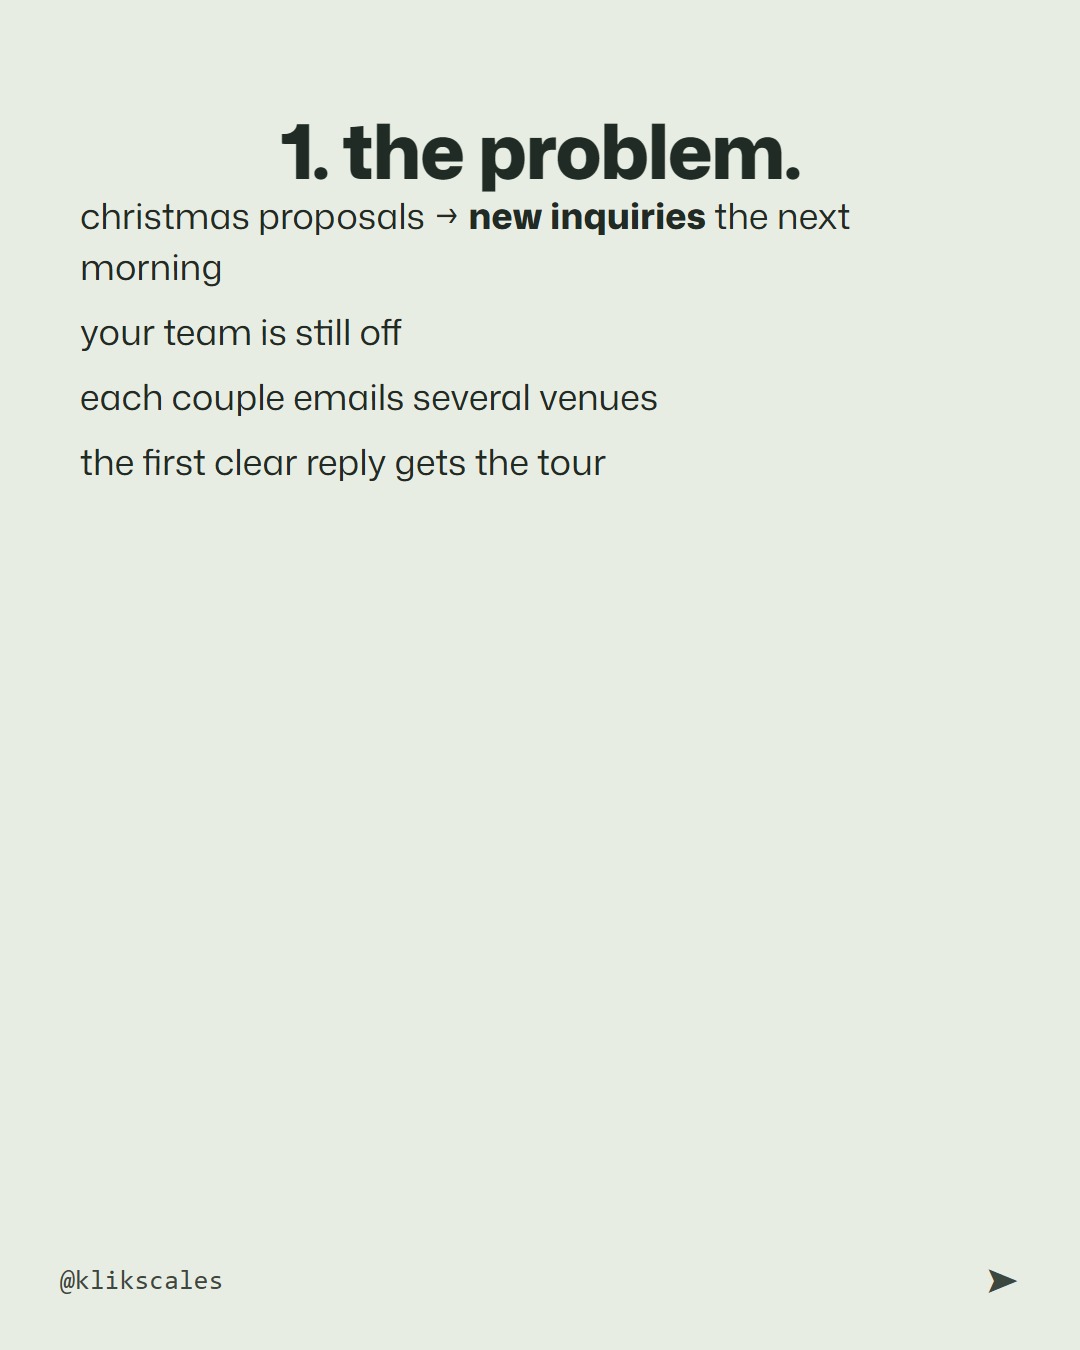 1. the problem.
christmas proposals → new inquiries the next
morning
your team is still off
each couple emails several venues
the first clear reply gets the tour
@klikscales